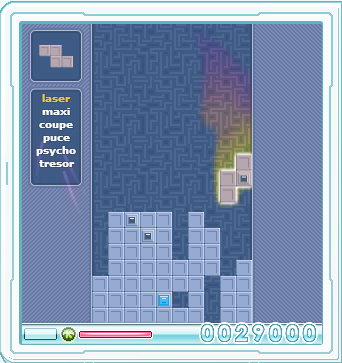 laser
maxi
coupe
puce
psycho
tresor
0029000